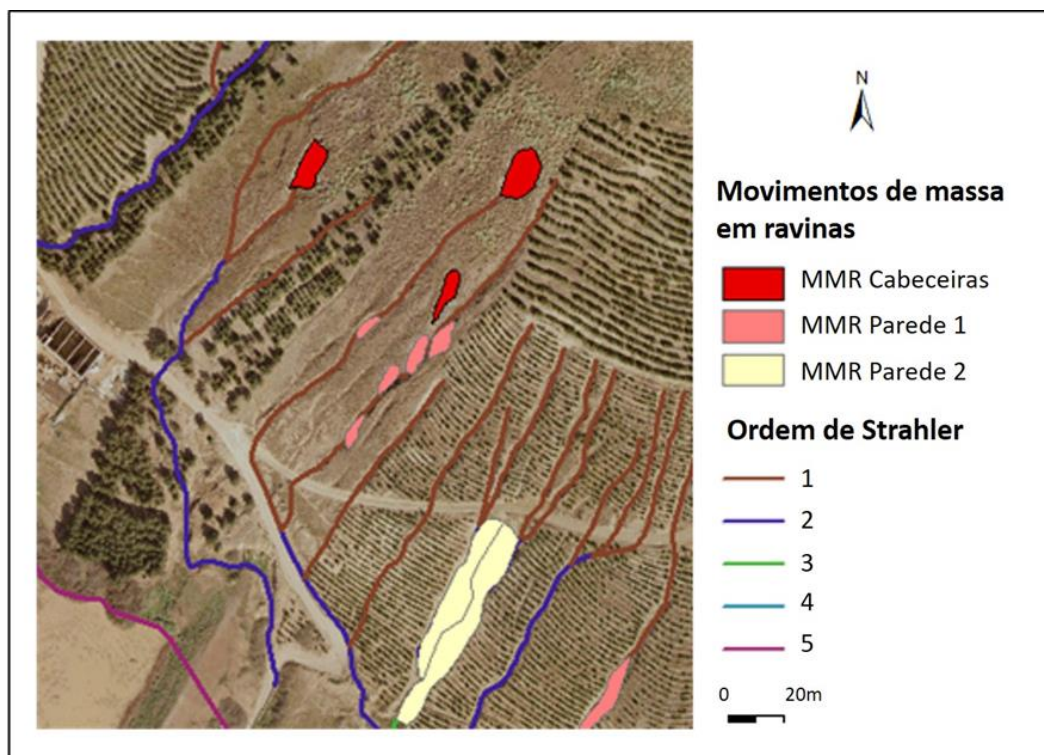 N
Movimentos de massa
em ravinas
MMR Cabeceiras
MMR Parede 1
MMR Parede 2
Ordem de Strahler
1
2
3
4
5
0 20m